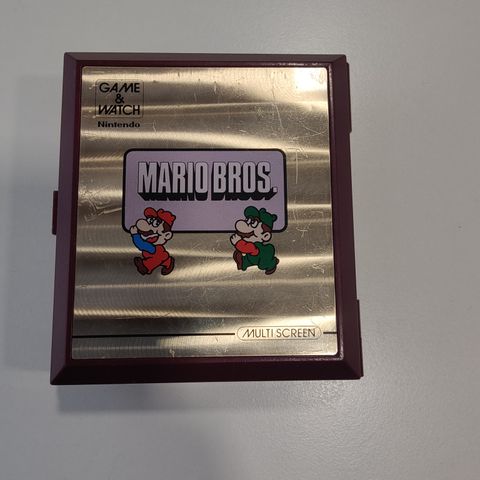 GAME
&
WATCH
Nintendo
MARIO BROS.
MULTI SCREEN